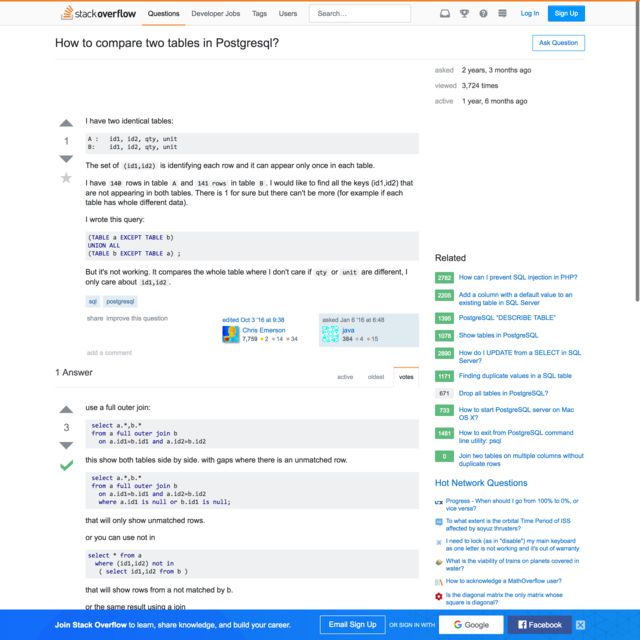 stackoverflow
Questions
Developer Jobs
Tags
Users
Search...
Log In
Sign Up
How to compare two tables in Postgresql?
Ask Question
asked 2 years, 3 months ago
viewed 3,724 times
active 1 year, 6 months ago
1
I have two identical tables:
A :   id1, id2, qty, unit
B:    id1, id2, qty, unit
The set of (id1,id2) is identifying each row and it can appear only once in each table.
I have 140 rows in table A and 141 rows in table B . I would like to find all the keys (id1,id2) that
are not appearing in both tables. There is 1 for sure but there can't be more (for example if each
table has whole different data).
I wrote this query:
(TABLE a EXCEPT TABLE b)
UNION ALL
(TABLE b EXCEPT TABLE a) ;
But it's not working. It compares the whole table where I don't care if qty or unit are different, I
only care about id1,id2 .
sql
postgresql
share improve this question
edited Oct 3 '16 at 9:38
Chris Emerson
7,759 2 14 34
asked Jan 6 '16 at 6:48
java
384 4 15
add a comment
1 Answer
active
oldest
votes
3
use a full outer join:
select a.*,b.*
from a full outer join b
on a.id1=b.id1 and a.id2=b.id2
this show both tables side by side. with gaps where there is an unmatched row.
select a.*,b.*
from a full outer join b
on a.id1=b.id1 and a.id2=b.id2
where a.id1 is null or b.id1 is null;
that will only show unmatched rows.
or you can use not in
select * from a
where (id1,id2) not in
( select id1,id2 from b )
that will show rows from a not matched by b.
or the same result using a join
Related
2782 How can I prevent SQL injection in PHP?
2205 Add a column with a default value to an
existing table in SQL Server
1395 PostgreSQL "DESCRIBE TABLE"
1078 Show tables in PostgreSQL
2890 How do I UPDATE from a SELECT in SQL
Server?
1171 Finding duplicate values in a SQL table
671 Drop all tables in PostgreSQL?
733 How to start PostgreSQL server on Mac
OS X?
1481 How to exit from PostgreSQL command
line utility: psql
0 Join two tables on multiple columns without
duplicate rows
Hot Network Questions
Progress - When should I go from 100% to 0%, or
vice versa?
To what extent is the orbital Time Period of ISS
affected by soyuz thrusters?
I need to lock (as in "disable") my main keyboard
as one letter is not working and it's out of warranty
What is the viability of trains on planets covered in
water?
How to acknowledge a MathOverflow user?
Is the diagonal matrix the only matrix whose
square is diagonal?
Join Stack Overflow to learn, share knowledge, and build your career.
Email Sign Up
OR SIGN IN WITH
Google
Facebook